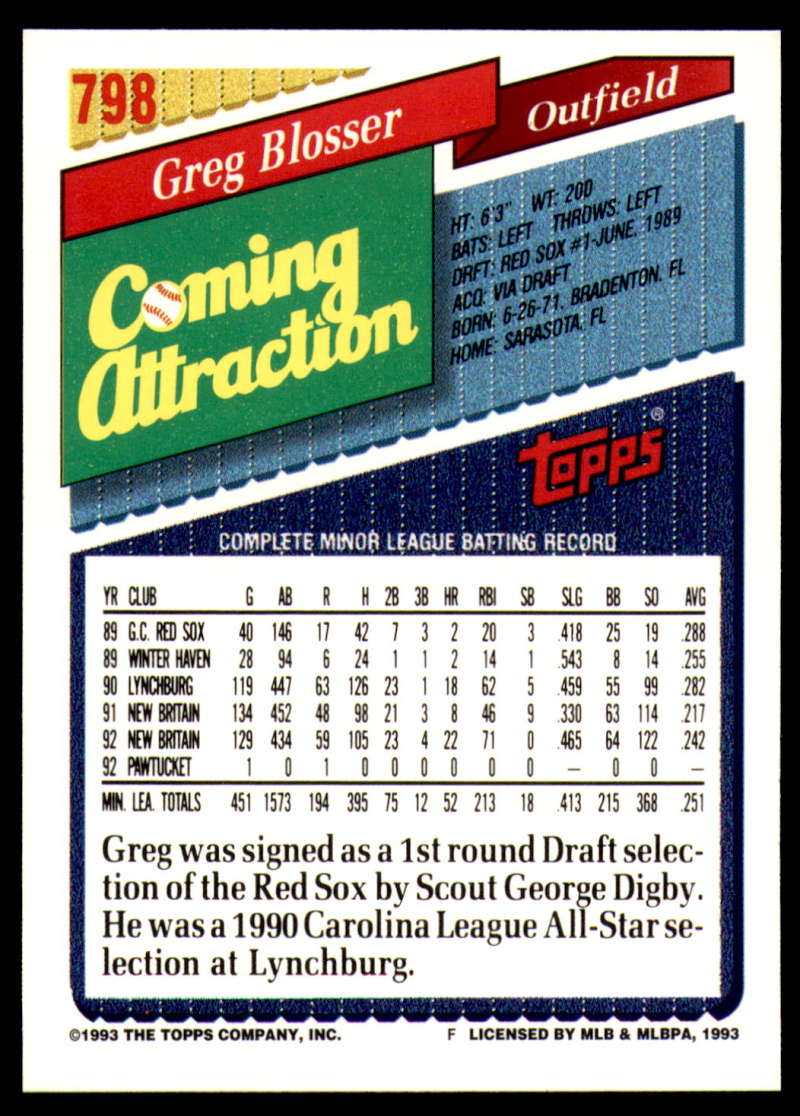 798
Greg Blosser
Outfield
Coming
Attraction
HT: 6'3" WT: 200
BATS: LEFT THROWS: LEFT
DRFT: RED SOX #1-JUNE, 1989
ACQ: VIA DRAFT
BORN: 6-26-71, BRADENTON, FL
HOME: SARASOTA, FL
topps®
COMPLETE MINOR LEAGUE BATTING RECORD
YR CLUB G AB R H 2B 3B HR RBI SB SLG BB SO AVG
89 G.C. RED SOX 40 146 17 42 7 3 2 20 3 .418 25 19 .288
89 WINTER HAVEN 28 94 6 24 1 1 2 14 1 .543 8 14 .255
90 LYNCHBURG 119 447 63 126 23 1 18 62 5 .459 55 99 .282
91 NEW BRITAIN 134 452 48 98 21 3 8 46 9 .330 63 114 .217
92 NEW BRITAIN 129 434 59 105 23 4 22 71 0 .465 64 122 .242
92 PAWTUCKET 1 0 1 0 0 0 0 0 0 — 0 0 —
MIN. LEA. TOTALS 451 1573 194 395 75 12 52 213 18 .413 215 368 .251
Greg was signed as a 1st round Draft selec-
tion of the Red Sox by Scout George Digby.
He was a 1990 Carolina League All-Star se-
lection at Lynchburg.
©1993 THE TOPPS COMPANY, INC. F LICENSED BY MLB & MLBPA, 1993